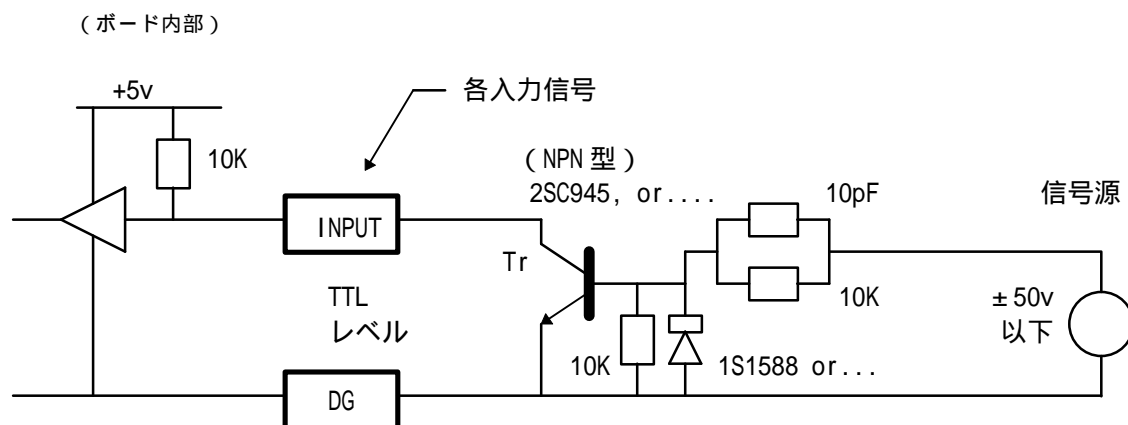 (ボード内部)
+5v
各入力信号
10K
(NPN 型)
2SC945, or....
10pF
信号源
INPUT
Tr
TTL
レベル
10K
±50v
以下
10K
1S1588 or...
DG